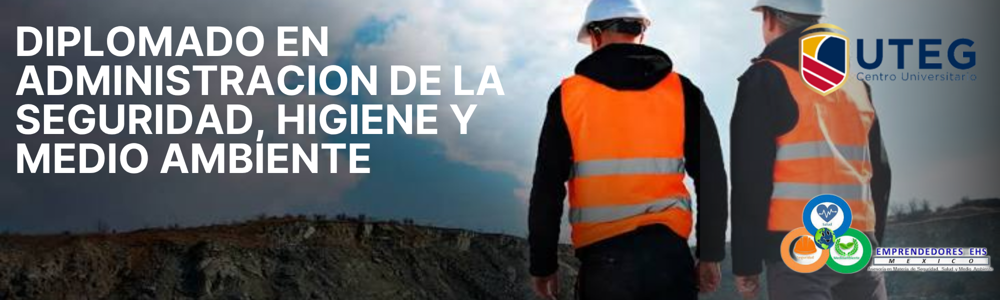 DIPLOMADO EN
ADMINISTRACION DE LA
SEGURIDAD, HIGIENE Y
MEDIO AMBIENTE
UTEG
Centro Universitario
Salud
Seguridad
Medioambiente
EMPRENDEDORES EHS
MEXICO
Asesoría en Materia de Seguridad, Salud y Medio Ambiente